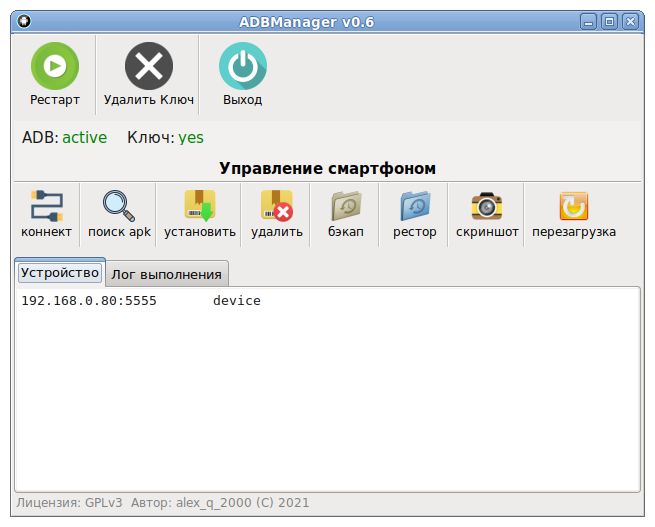 ADBManager v0.6
Рестарт Удалить Ключ Выход
ADB: active Ключ: yes
Управление смартфоном
коннект поиск apk установить удалить бэкап рестор скриншот перезагрузка
Устройство Лог выполнения
192.168.0.80:5555 device
Лицензия: GPLv3 Автор: alex_q_2000 (C) 2021